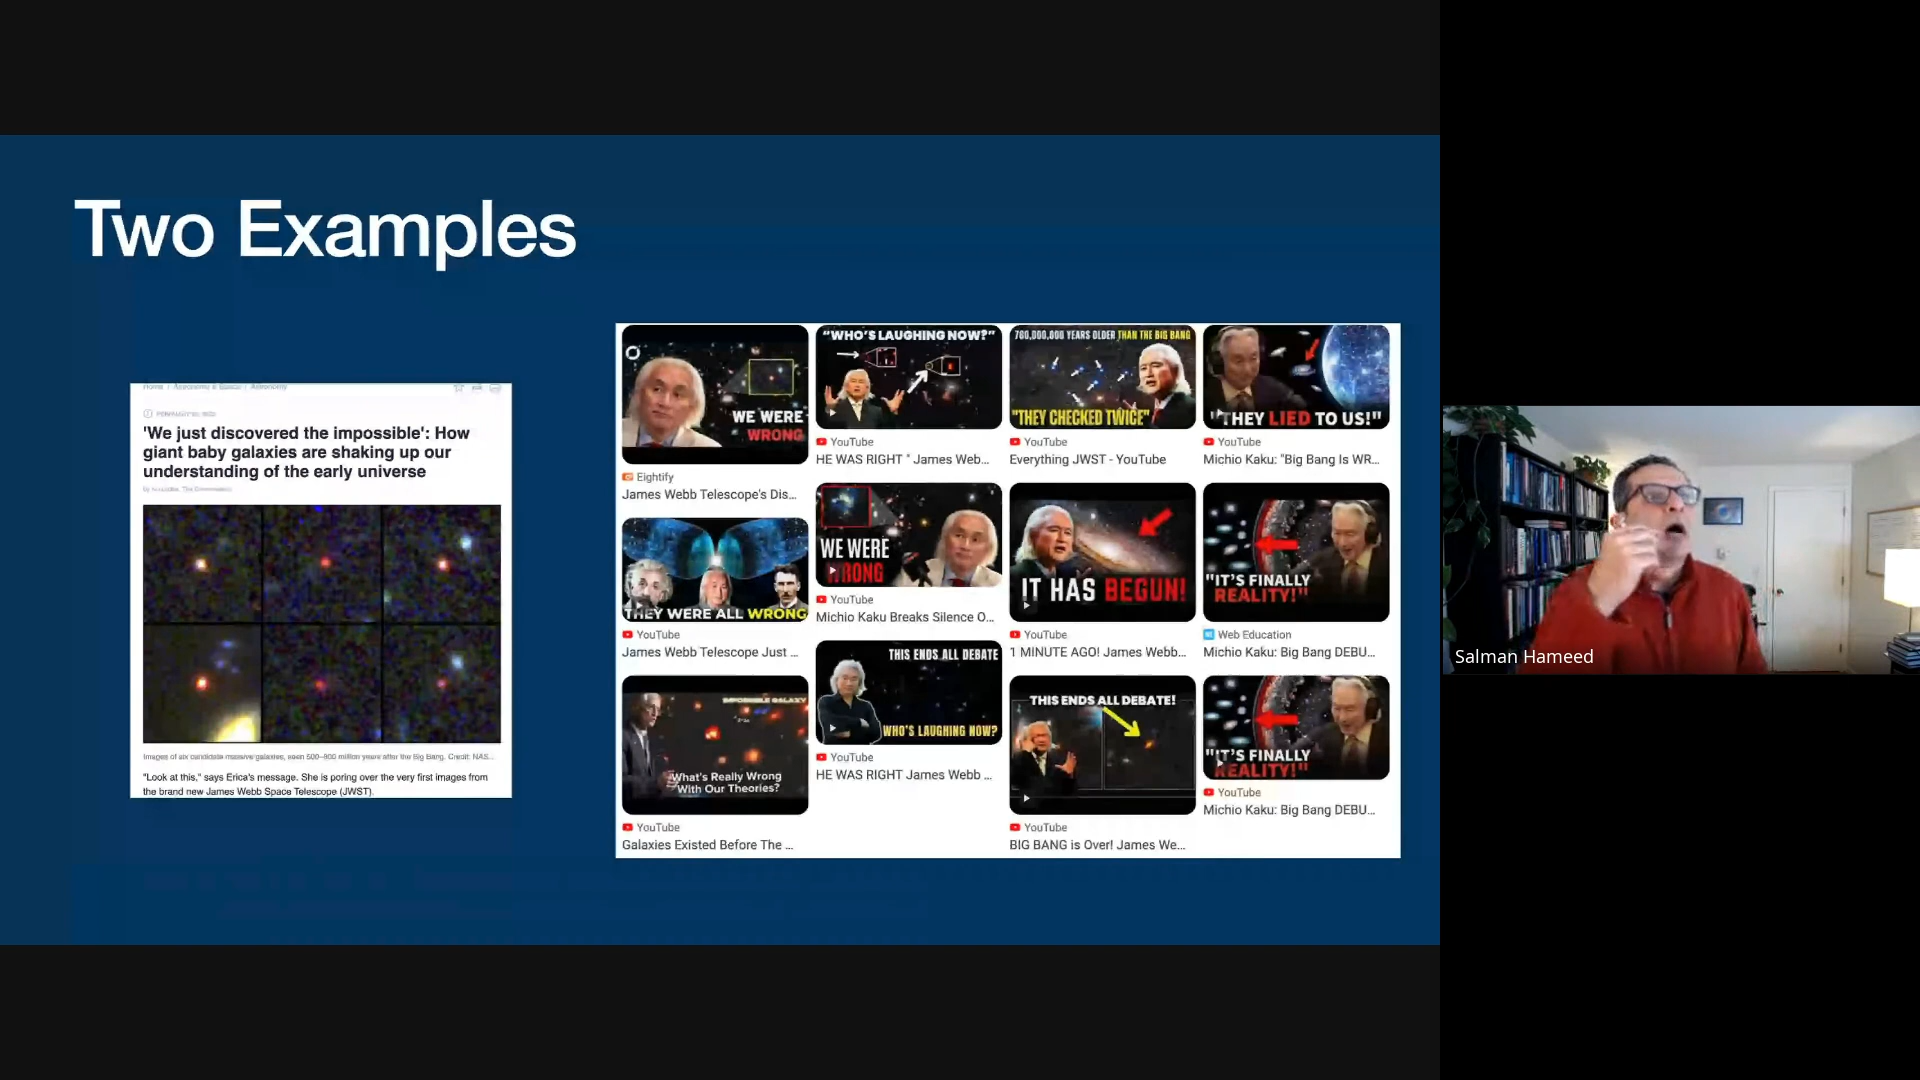 Two Examples
Home / Astronomy & Space / Astronomy
'We just discovered the impossible': How
giant baby galaxies are shaking up our
understanding of the early universe
Images of six candidate massive galaxies, seen 500–800 million years after the Big Bang. Credit: NAS...
"Look at this," says Erica's message. She is poring over the very first images from
the brand new James Webb Space Telescope (JWST).
WE WERE
WRONG
Eightify
James Webb Telescope's Dis...
THEY WERE ALL WRONG
YouTube
James Webb Telescope Just ...
IMPOSSIBLE GALAXY
What's Really Wrong
With Our Theories?
YouTube
Galaxies Existed Before The ...
"WHO'S LAUGHING NOW?"
YouTube
HE WAS RIGHT " James Web...
WE WERE
WRONG
YouTube
Michio Kaku Breaks Silence O...
THIS ENDS ALL DEBATE
WHO'S LAUGHING NOW?
YouTube
HE WAS RIGHT James Webb ...
760,000,000 YEARS OLDER THAN THE BIG BANG
"THEY CHECKED TWICE"
YouTube
Everything JWST - YouTube
IT HAS BEGUN!
YouTube
1 MINUTE AGO! James Webb...
THIS ENDS ALL DEBATE!
YouTube
BIG BANG is Over! James We...
"THEY LIED TO US!"
YouTube
Michio Kaku: "Big Bang Is WR...
"IT'S FINALLY
REALITY!"
Web Education
Michio Kaku: Big Bang DEBU...
"IT'S FINALLY
REALITY!"
YouTube
Michio Kaku: Big Bang DEBU...
Salman Hameed